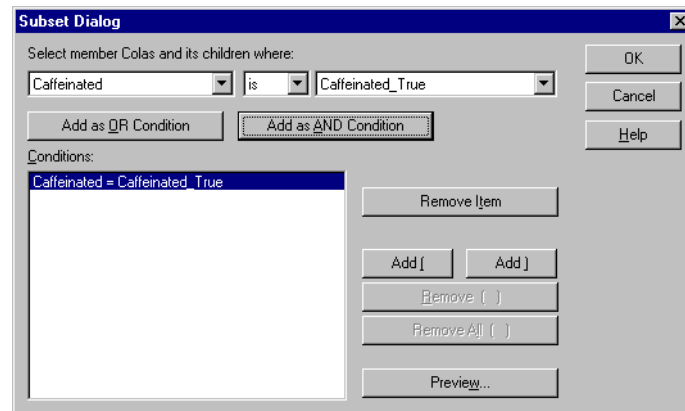 Subset Dialog
Select member Colas and its children where:
Caffeinated is Caffeinated_True
Add as OR Condition Add as AND Condition
Conditions:
Caffeinated = Caffeinated_True
OK
Cancel
Help
Remove Item
Add ( Add )
Remove ( )
Remove All ( )
Preview...